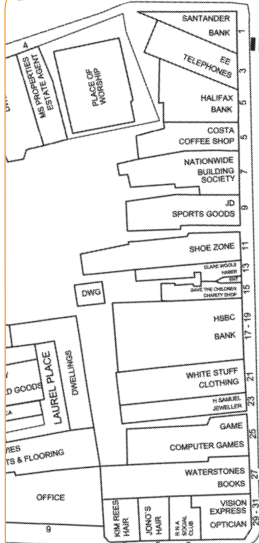 SANTANDER
BANK
1
EE
TELEPHONES
3
HALIFAX
BANK
5
COSTA
COFFEE SHOP
5
NATIONWIDE
BUILDING
SOCIETY
7
JD
SPORTS GOODS
9
SHOE ZONE
11
13
SAVE THE CHILDREN
CHARITY SHOP
15
HSBC
BANK
17 - 19
WHITE STUFF
CLOTHING
21
H SAMUEL
JEWELLER
23
GAME
COMPUTER GAMES
25
WATERSTONES
BOOKS
27
VISION
EXPRESS
OPTICIAN
29 - 31
4
MS PROPERTIES
ESTATE AGENT
PLACE OF
WORSHIP
DWG
LAUREL PLACE
DWELLINGS
D GOODS
TS & FLOORING
OFFICE
9
KIM REES
HAIR
JONO'S
HAIR
RNA
SOCIAL
CLUB